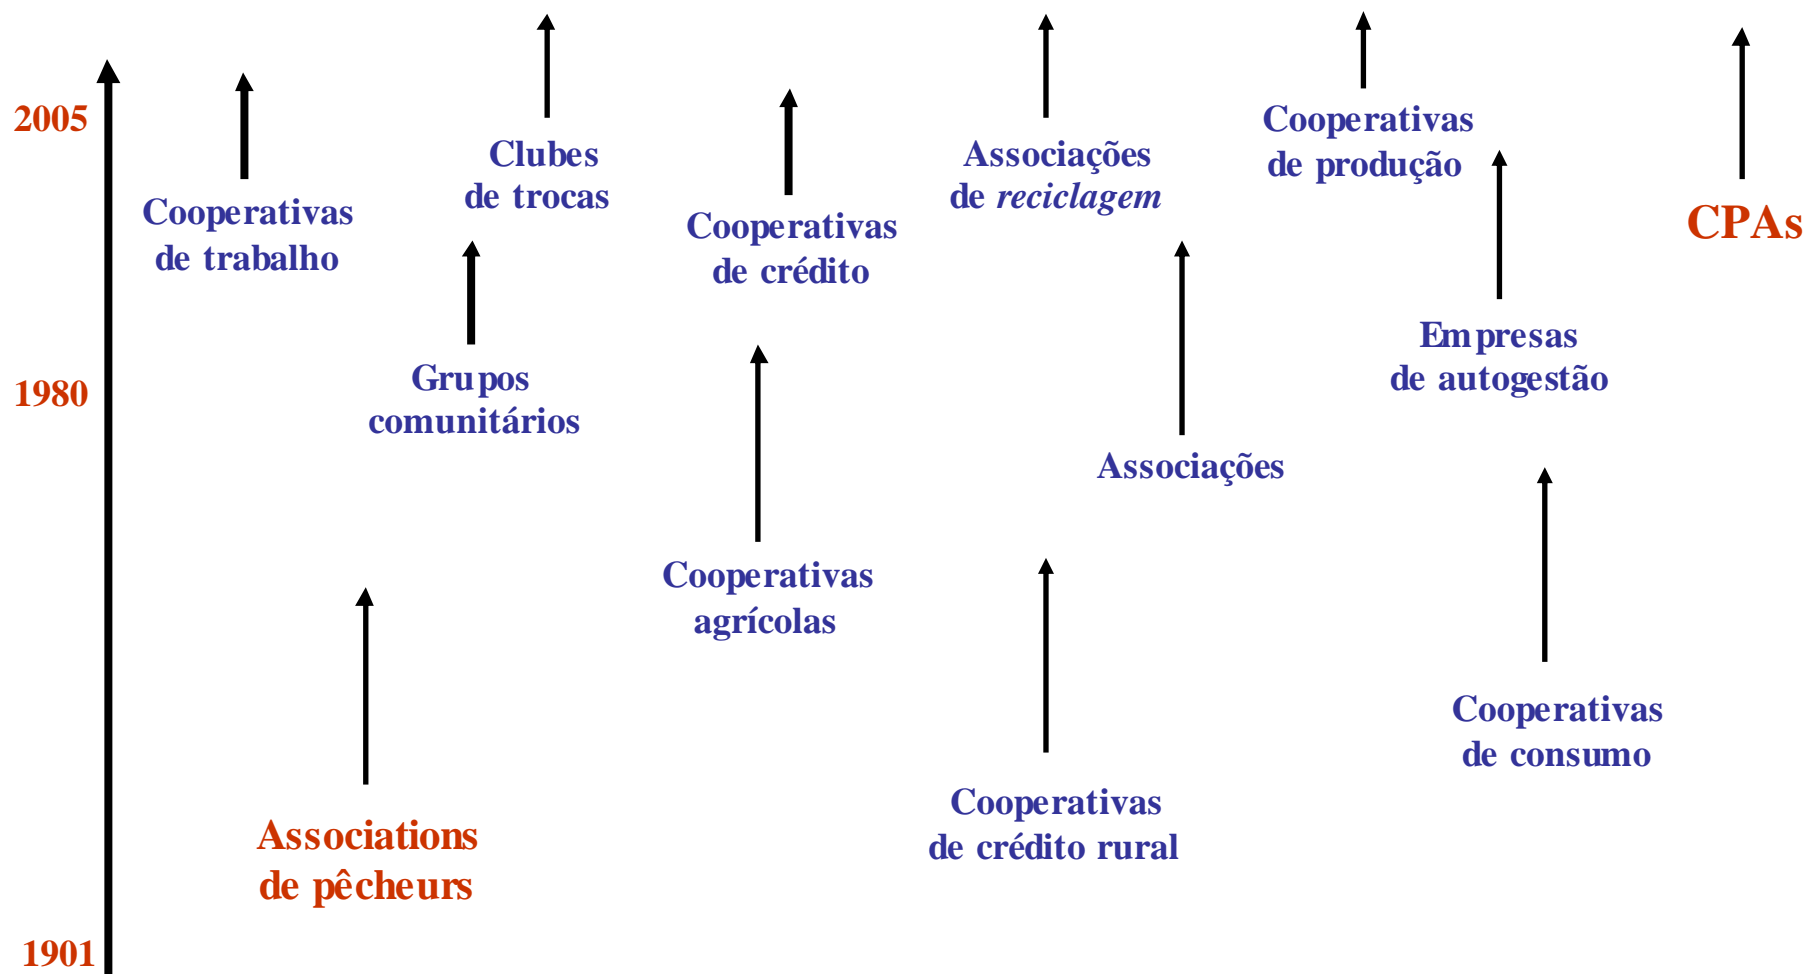 2005
Cooperativas
de produção
Clubes
de trocas
Associações
de reciclagem
Cooperativas
de trabalho
Cooperativas
de crédito
CPAs
Empresas
de autogestão
1980
Grupos
comunitários
Associações
Cooperativas
agrícolas
Cooperativas
de consumo
Cooperativas
de crédito rural
Associations
de pêcheurs
1901